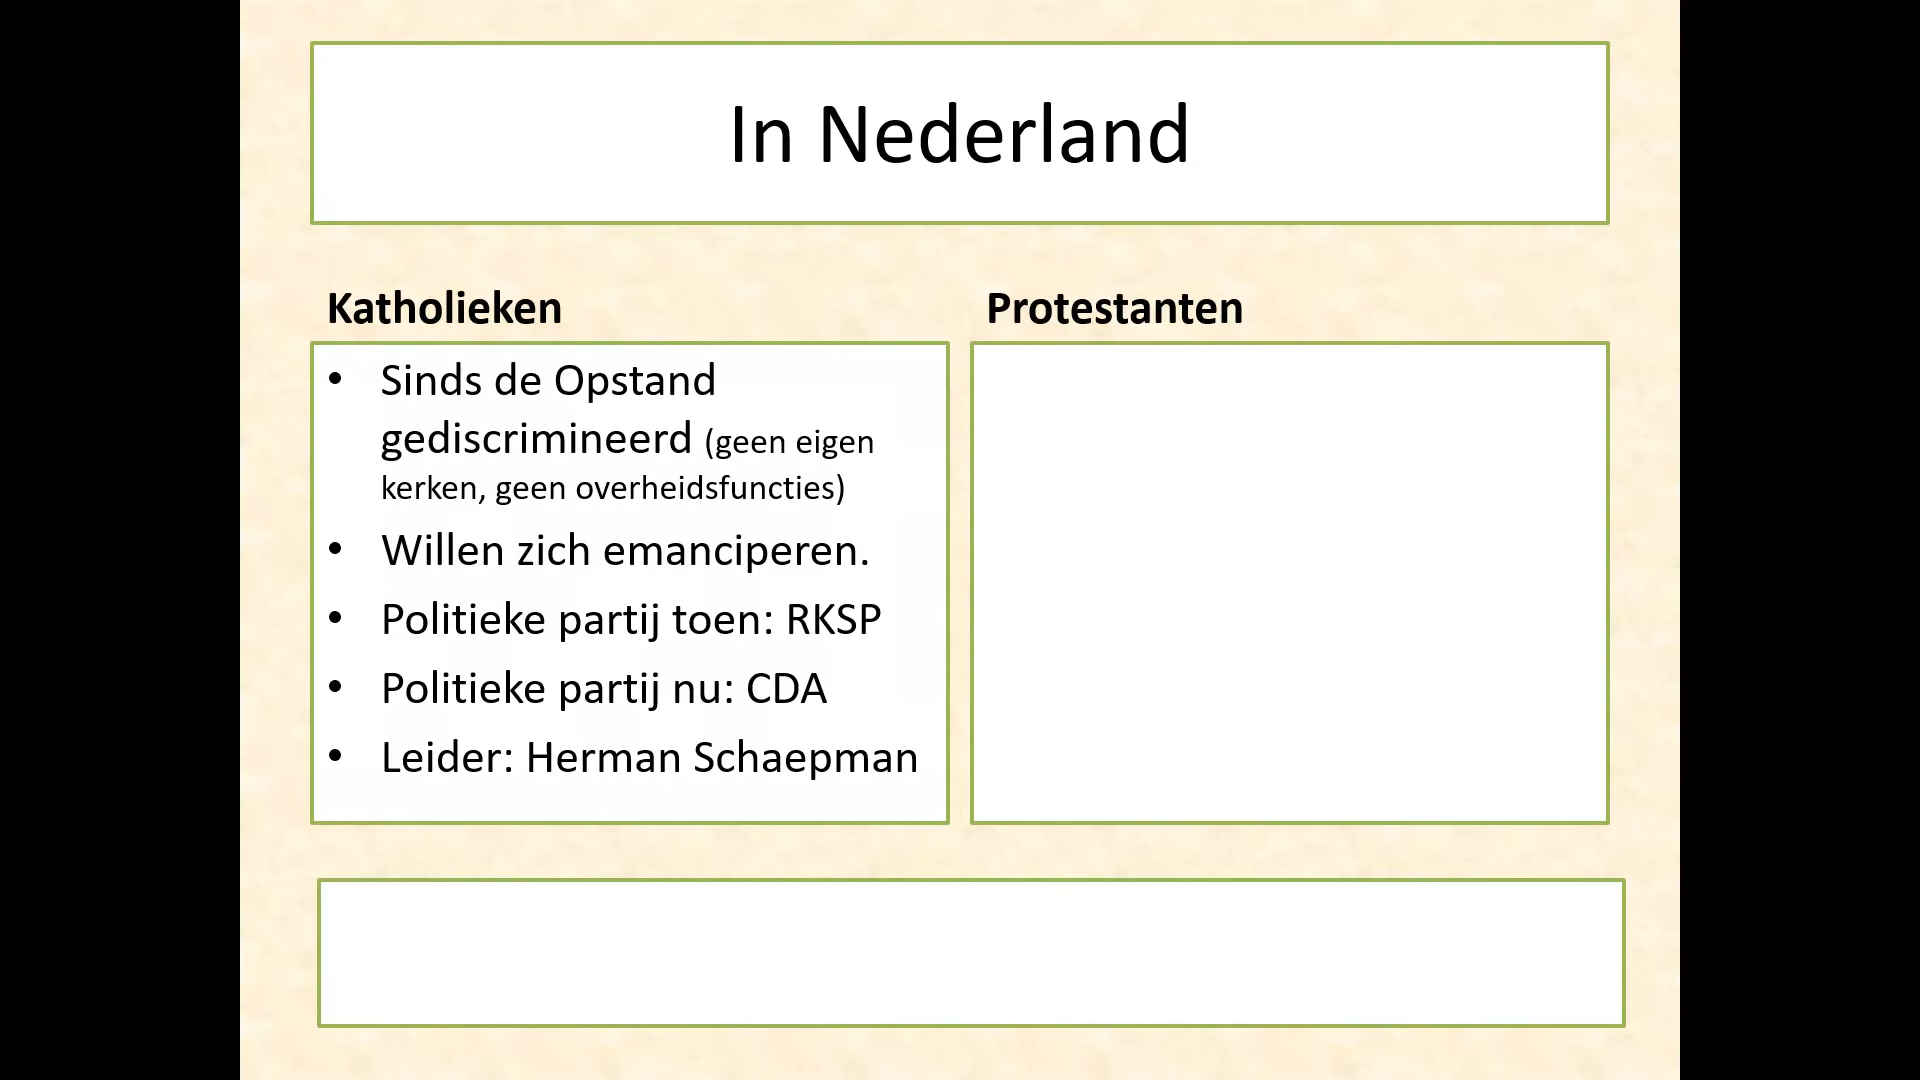 In Nederland
Katholieken
• Sinds de Opstand
gediscrimineerd (geen eigen
kerken, geen overheidsfuncties)
• Willen zich emanciperen.
• Politieke partij toen: RKSP
• Politieke partij nu: CDA
• Leider: Herman Schaepman
Protestanten